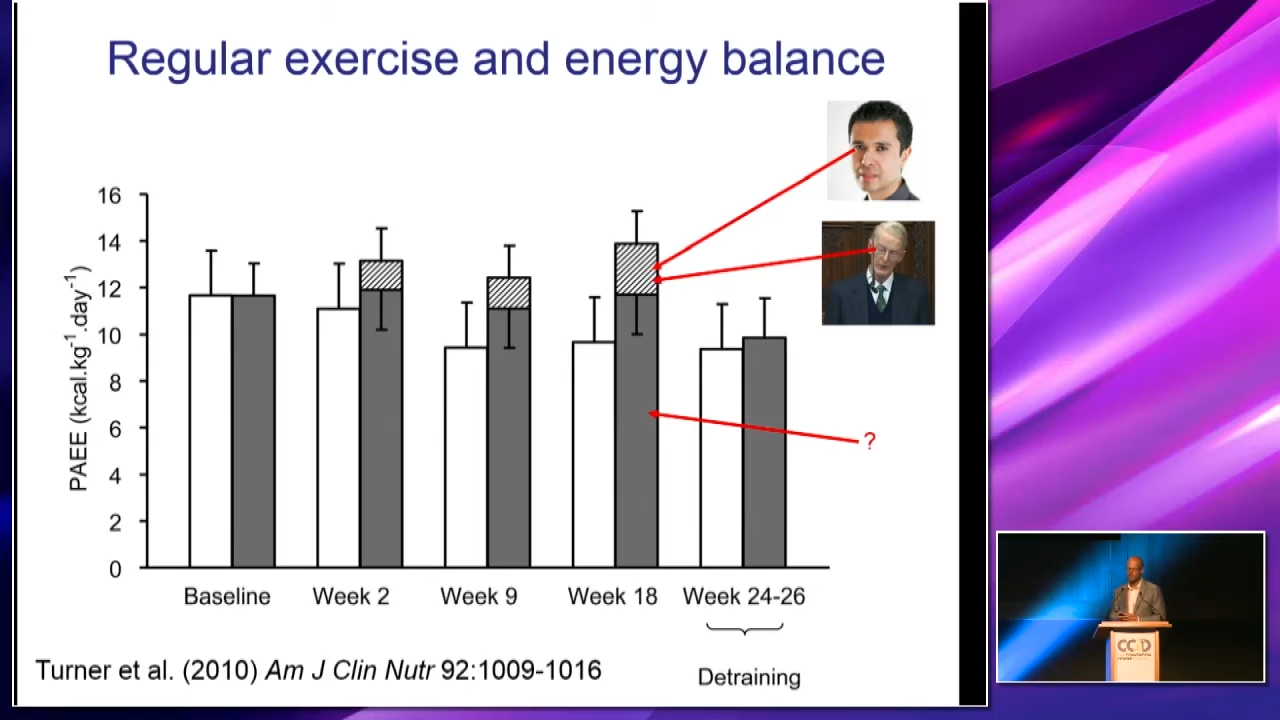 Regular exercise and energy balance
16
14
12
10
8
6
4
2
0
PAEE (kcal.kg-1.day-1)
?
Baseline Week 2 Week 9 Week 18 Week 24-26
Detraining
Turner et al. (2010) Am J Clin Nutr 92:1009-1016